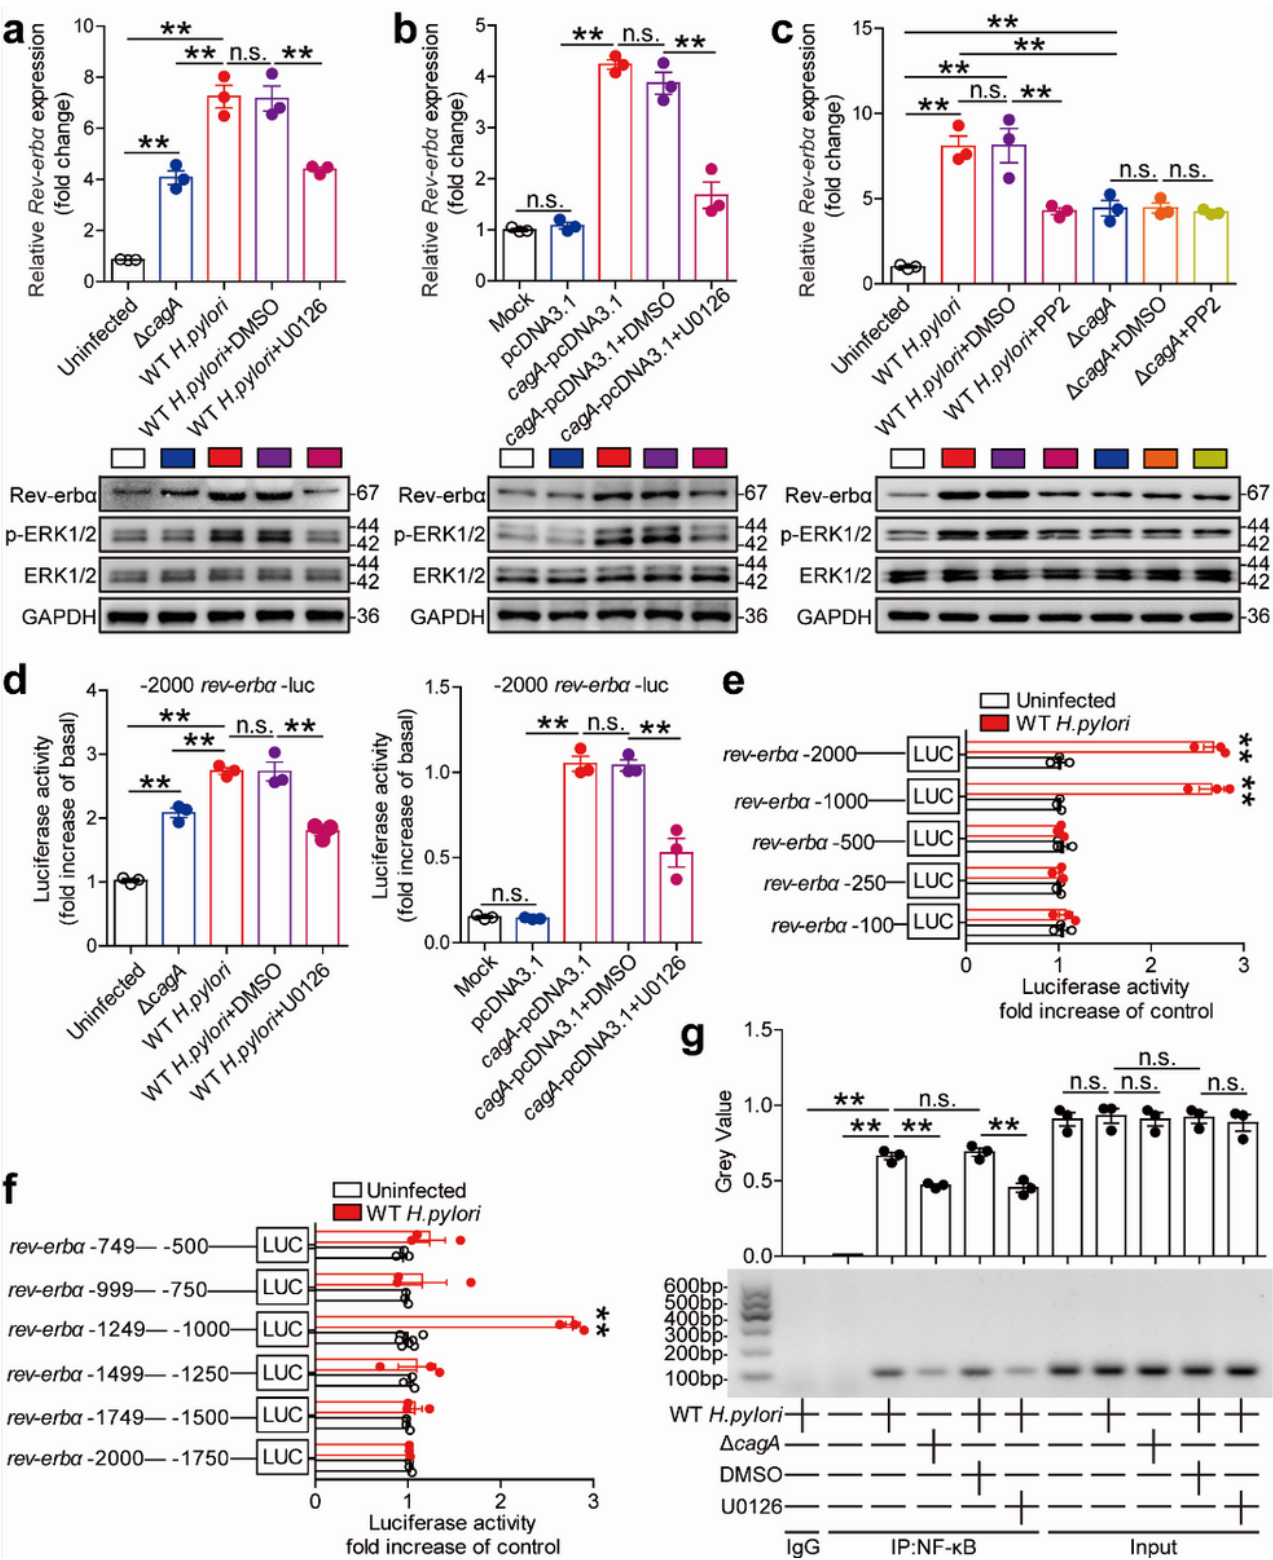 a
Relative Rev-erbα expression
(fold change)
10
8
6
4
2
0
**
** n.s. **
**
Uninfected
ΔcagA
WT H.pylori
WT H.pylori+DMSO
WT H.pylori+U0126
Rev-erbα
-67
p-ERK1/2
-44
-42
ERK1/2
-44
-42
GAPDH
-36
b
Relative Rev-erbα expression
(fold change)
5
4
3
2
1
0
** n.s. **
n.s.
Mock
pcDNA3.1
cagA-pcDNA3.1
cagA-pcDNA3.1+DMSO
cagA-pcDNA3.1+U0126
Rev-erbα
-67
p-ERK1/2
-44
-42
ERK1/2
-44
-42
GAPDH
-36
c
Relative Rev-erbα expression
(fold change)
15
10
5
0
**
**
**
** n.s. **
n.s. n.s.
Uninfected
WT H.pylori
WT H.pylori+DMSO
WT H.pylori+PP2
ΔcagA
ΔcagA+DMSO
ΔcagA+PP2
Rev-erbα
-67
p-ERK1/2
-44
-42
ERK1/2
-44
-42
GAPDH
-36
d
-2000 rev-erbα -luc
Luciferase activity
(fold increase of basal)
4
3
2
1
0
**
** n.s. **
**
Uninfected
ΔcagA
WT H.pylori
WT H.pylori+DMSO
WT H.pylori+U0126
-2000 rev-erbα -luc
Luciferase activity
(fold increase of basal)
1.5
1.0
0.5
0.0
** n.s. **
n.s.
Mock
pcDNA3.1
cagA-pcDNA3.1
cagA-pcDNA3.1+DMSO
cagA-pcDNA3.1+U0126
e
Uninfected
WT H.pylori
rev-erbα -2000 LUC **
rev-erbα -1000 LUC **
rev-erbα -500 LUC
rev-erbα -250 LUC
rev-erbα -100 LUC
0 1 2 3
Luciferase activity
fold increase of control
f
Uninfected
WT H.pylori
rev-erbα -749— -500 LUC
rev-erbα -999— -750 LUC
rev-erbα -1249— -1000 LUC **
rev-erbα -1499— -1250 LUC
rev-erbα -1749— -1500 LUC
rev-erbα -2000— -1750 LUC
0 1 2 3
Luciferase activity
fold increase of control
g
Grey Value
1.5
1.0
0.5
0.0
** n.s.
** ** **
n.s.
n.s. n.s. n.s.
600bp-
500bp-
400bp-
300bp-
200bp-
100bp-
WT H.pylori + — + — + + — + — + +
ΔcagA — — — + — — — — + — —
DMSO — — — — + — — — — + —
U0126 — — — — — + — — — — +
IgG IP:NF-κB Input